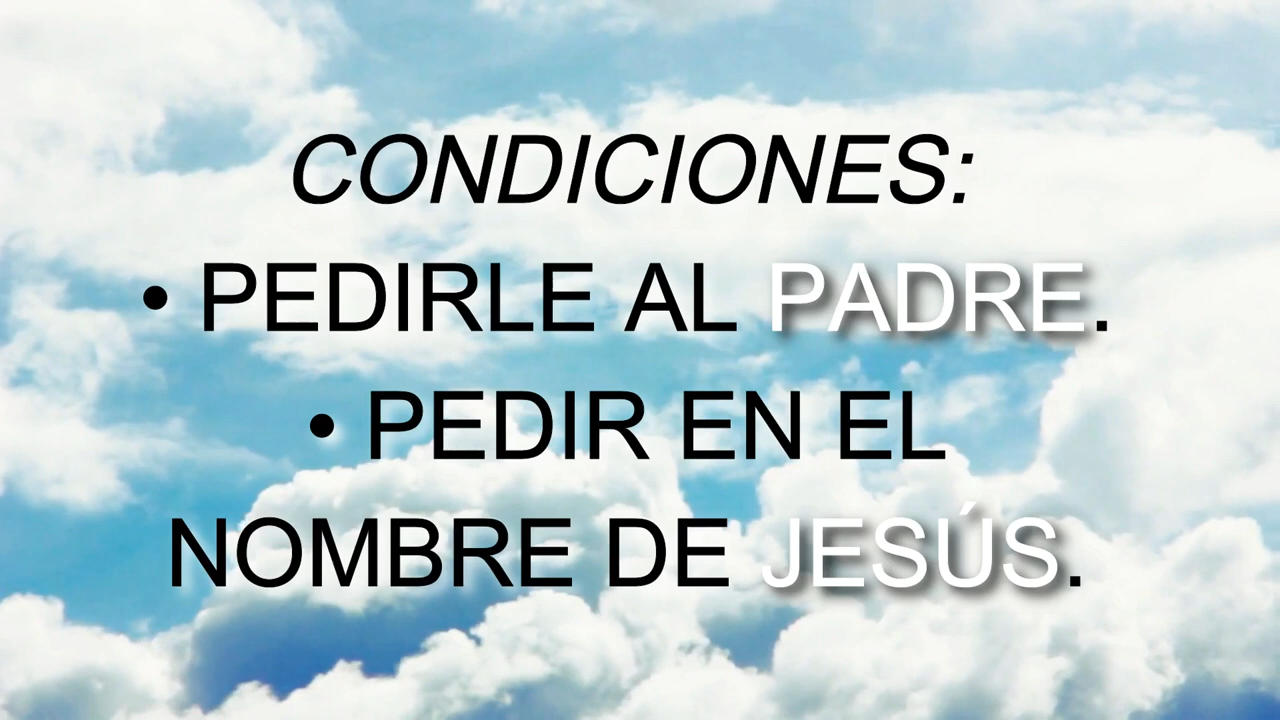 CONDICIONES:
• PEDIRLE AL PADRE.
• PEDIR EN EL
NOMBRE DE JESÚS.